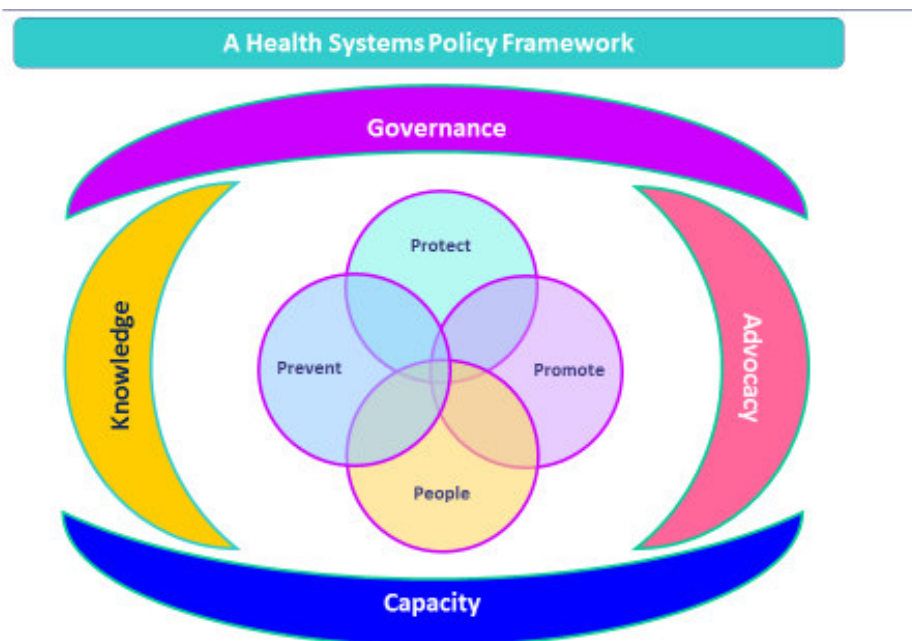 A Health Systems Policy Framework
Governance
Protect
Knowledge
Prevent
Promote
Advocacy
People
Capacity